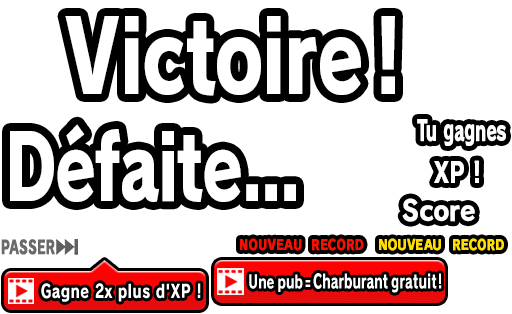 Victoire !
Défaite...
Tu gagnes
XP !
Score
PASSER
NOUVEAU RECORD
NOUVEAU RECORD
Gagne 2x plus d'XP !
Une pub = Charburant gratuit !